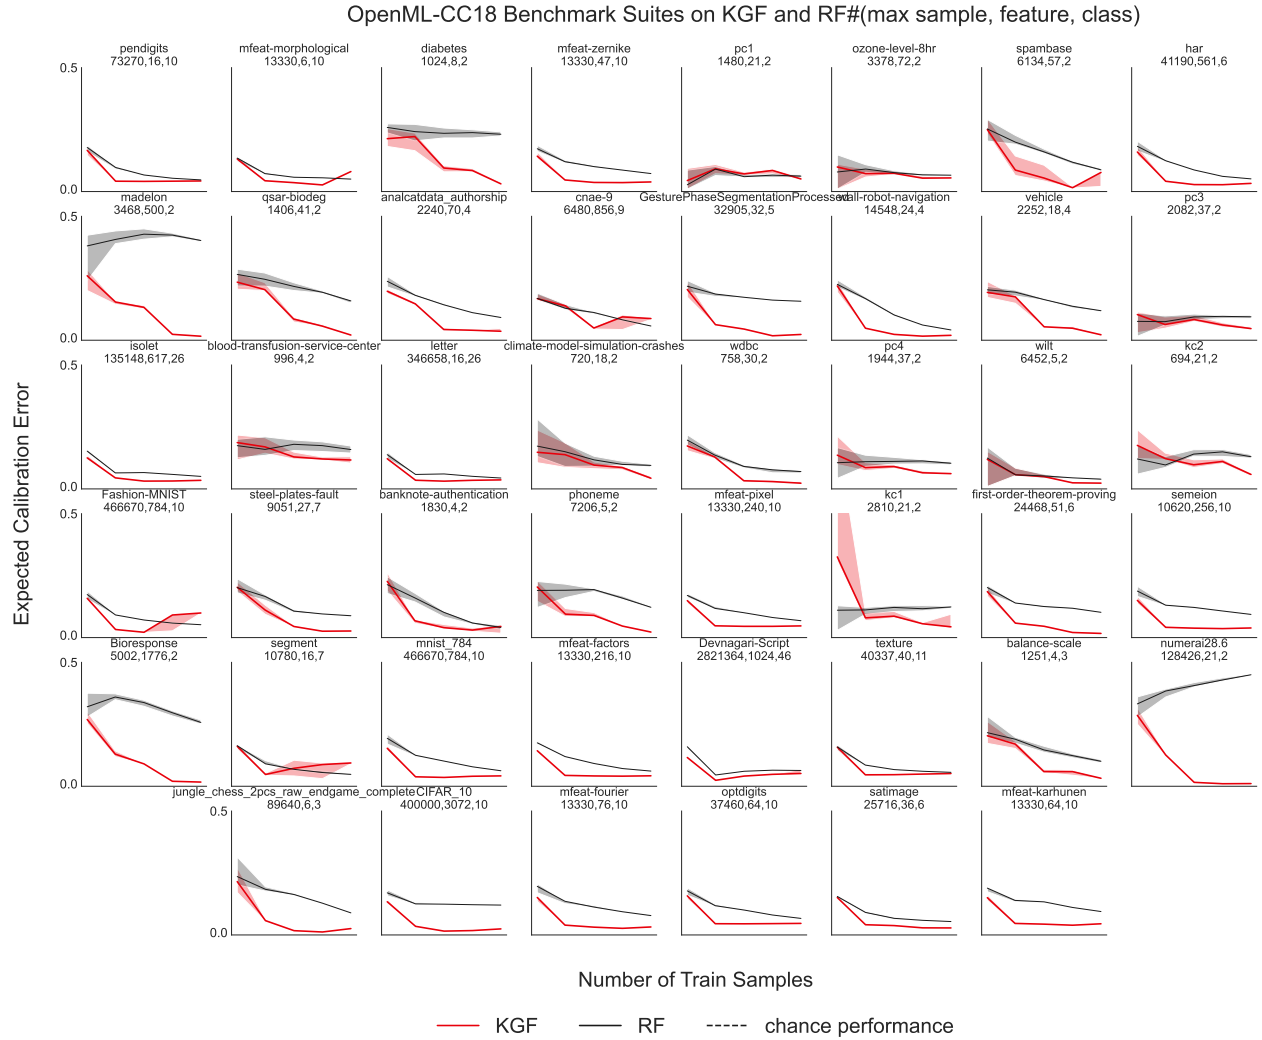 OpenML-CC18 Benchmark Suites on KGF and RF#(max sample, feature, class)
pendigits
73270,16,10
mfeat-morphological
13330,6,10
diabetes
1024,8,2
mfeat-zernike
13330,47,10
pc1
1480,21,2
ozone-level-8hr
3378,72,2
spambase
6134,57,2
har
41190,561,6
0.5
0.0
madelon
3468,500,2
qsar-biodeg
1406,41,2
analcatdata_authorship
2240,70,4
cnae-9
6480,856,9
GesturePhaseSegmentationProcessed
32905,32,5
wall-robot-navigation
14548,24,4
vehicle
2252,18,4
pc3
2082,37,2
0.5
0.0
isolet
135148,617,26
blood-transfusion-service-center
996,4,2
letter
346658,16,26
climate-model-simulation-crashes
720,18,2
wdbc
758,30,2
pc4
1944,37,2
wilt
6452,5,2
kc2
694,21,2
0.5
0.0
Fashion-MNIST
466670,784,10
steel-plates-fault
9051,27,7
banknote-authentication
1830,4,2
phoneme
7206,5,2
mfeat-pixel
13330,240,10
kc1
2810,21,2
first-order-theorem-proving
24468,51,6
semeion
10620,256,10
0.5
0.0
Bioresponse
5002,1776,2
segment
10780,16,7
mnist_784
466670,784,10
mfeat-factors
13330,216,10
Devnagari-Script
2821364,1024,46
texture
40337,40,11
balance-scale
1251,4,3
numerai28.6
128426,21,2
0.5
0.0
jungle_chess_2pcs_raw_endgame_complete
89640,6,3
CIFAR_10
400000,3072,10
mfeat-fourier
13330,76,10
optdigits
37460,64,10
satimage
25716,36,6
mfeat-karhunen
13330,64,10
0.5
0.0
Expected Calibration Error
Number of Train Samples
KGF
RF
chance performance